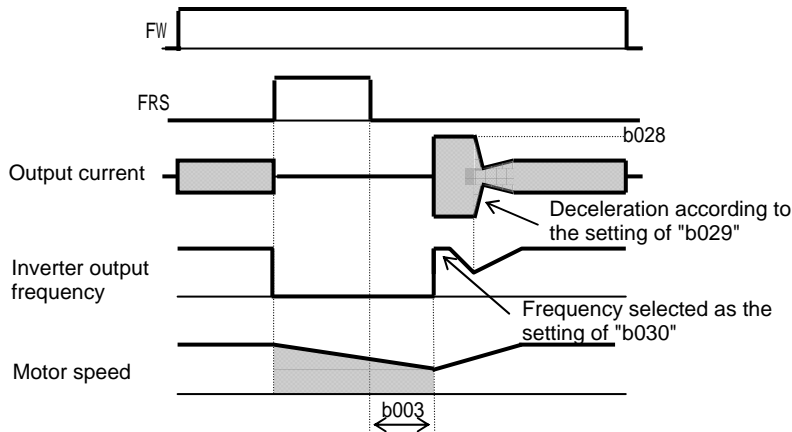 FW
FRS
b028
Output current
Deceleration according to
the setting of "b029"
Inverter output
frequency
Frequency selected as the
setting of "b030"
Motor speed
b003